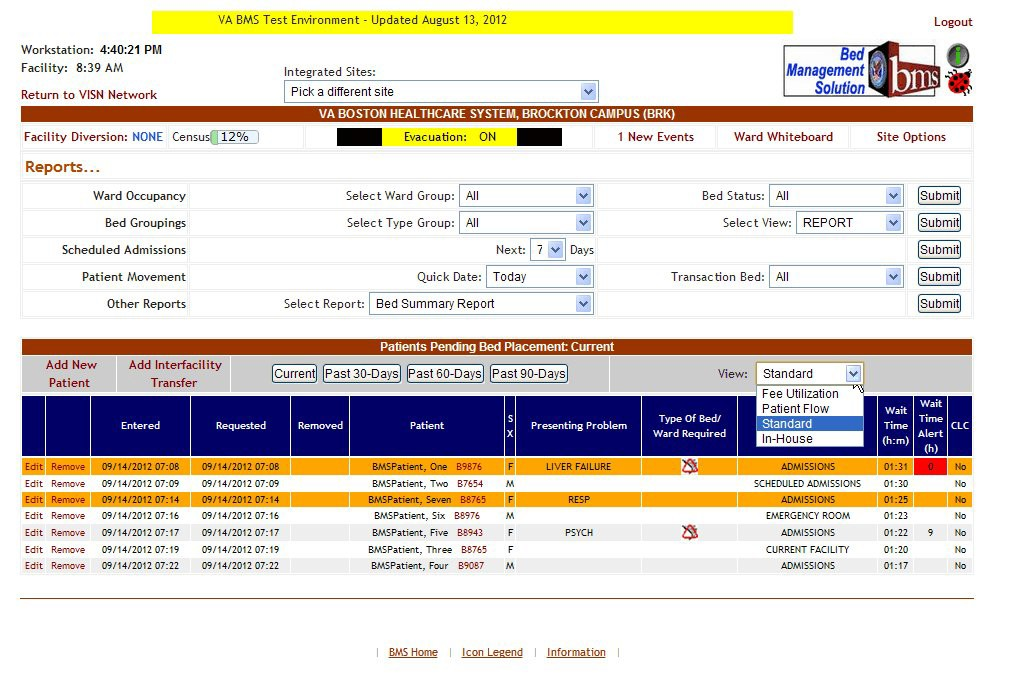 VA BMS Test Environment - Updated August 13, 2012
Logout
Workstation: 4:40:21 PM
Facility: 8:39 AM
Integrated Sites:
Return to VISN Network
Pick a different site
Bed
Management
Solution
bms
VA BOSTON HEALTHCARE SYSTEM, BROCKTON CAMPUS (BRK)
Facility Diversion: NONE Census 12% Evacuation: ON 1 New Events Ward Whiteboard Site Options
Reports...
Ward Occupancy Select Ward Group: All Bed Status: All Submit
Bed Groupings Select Type Group: All Select View: REPORT Submit
Scheduled Admissions Next: 7 Days Submit
Patient Movement Quick Date: Today Transaction Bed: All Submit
Other Reports Select Report: Bed Summary Report Submit
Patients Pending Bed Placement: Current
Add New
Patient
Add Interfacility
Transfer
Current Past 30-Days Past 60-Days Past 90-Days View: Standard
Fee Utilization
Patient Flow
Standard
In-House
Entered Requested Removed Patient
S
X
Presenting Problem
Type Of Bed/
Ward Required
Wait
Time
(h:m)
Wait
Time
Alert
(h)
CLC
Edit Remove 09/14/2012 07:08 09/14/2012 07:08 BMSPatient, One B9876 F LIVER FAILURE ADMISSIONS 01:31 0 No
Edit Remove 09/14/2012 07:09 09/14/2012 07:09 BMSPatient, Two B7654 M SCHEDULED ADMISSIONS 01:30 No
Edit Remove 09/14/2012 07:14 09/14/2012 07:14 BMSPatient, Seven B8765 F RESP ADMISSIONS 01:25 No
Edit Remove 09/14/2012 07:16 09/14/2012 07:16 BMSPatient, Six B8976 M EMERGENCY ROOM 01:23 No
Edit Remove 09/14/2012 07:17 09/14/2012 07:17 BMSPatient, Five B8943 F PSYCH ADMISSIONS 01:22 9 No
Edit Remove 09/14/2012 07:19 09/14/2012 07:19 BMSPatient, Three B8765 F CURRENT FACILITY 01:20 No
Edit Remove 09/14/2012 07:22 09/14/2012 07:22 BMSPatient, Four B9087 M ADMISSIONS 01:17 No
| BMS Home | Icon Legend | Information |